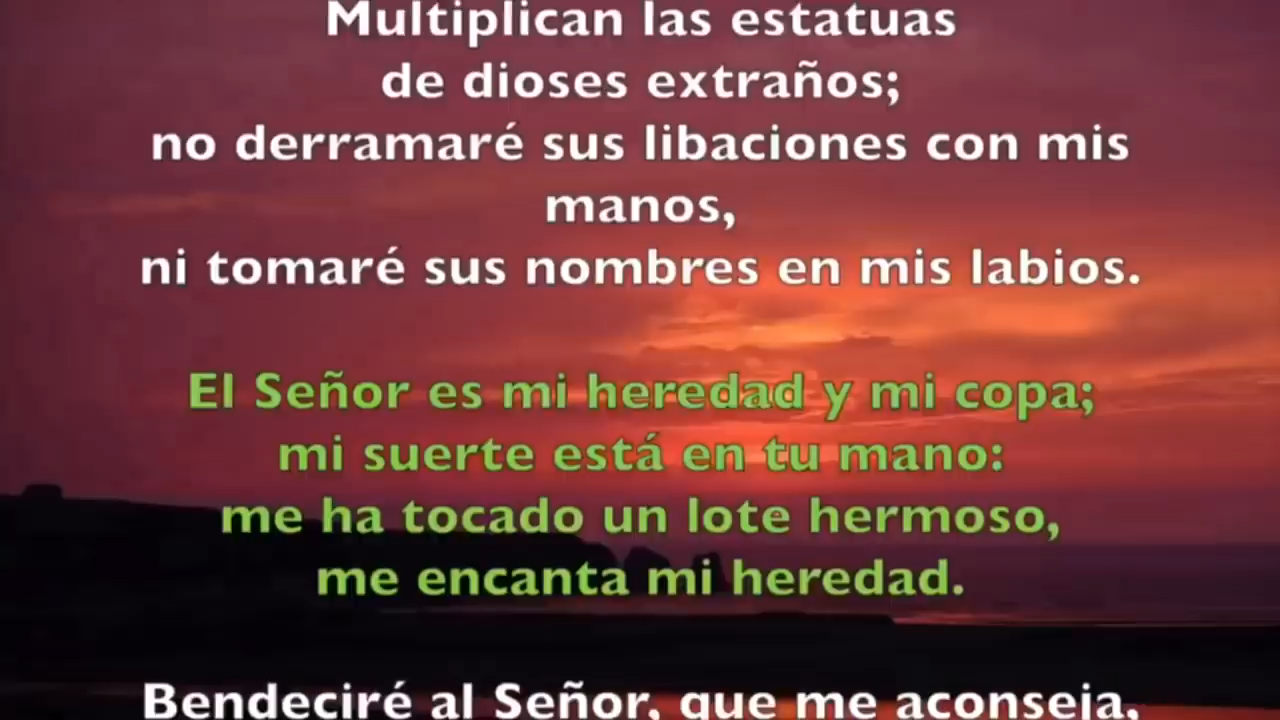 Multiplican las estatuas
de dioses extraños;
no derramaré sus libaciones con mis
manos,
ni tomaré sus nombres en mis labios.
El Señor es mi heredad y mi copa;
mi suerte está en tu mano:
me ha tocado un lote hermoso,
me encanta mi heredad.
Bendeciré al Señor, que me aconseja,